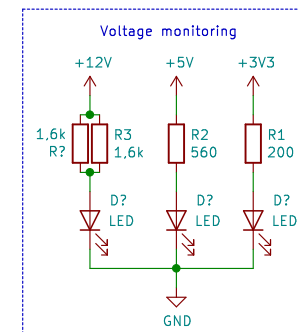 Voltage monitoring
+12V
+5V
+3V3
1,6k
R?
R3
1,6k
R2
560
R1
200
D?
LED
D?
LED
D?
LED
GND